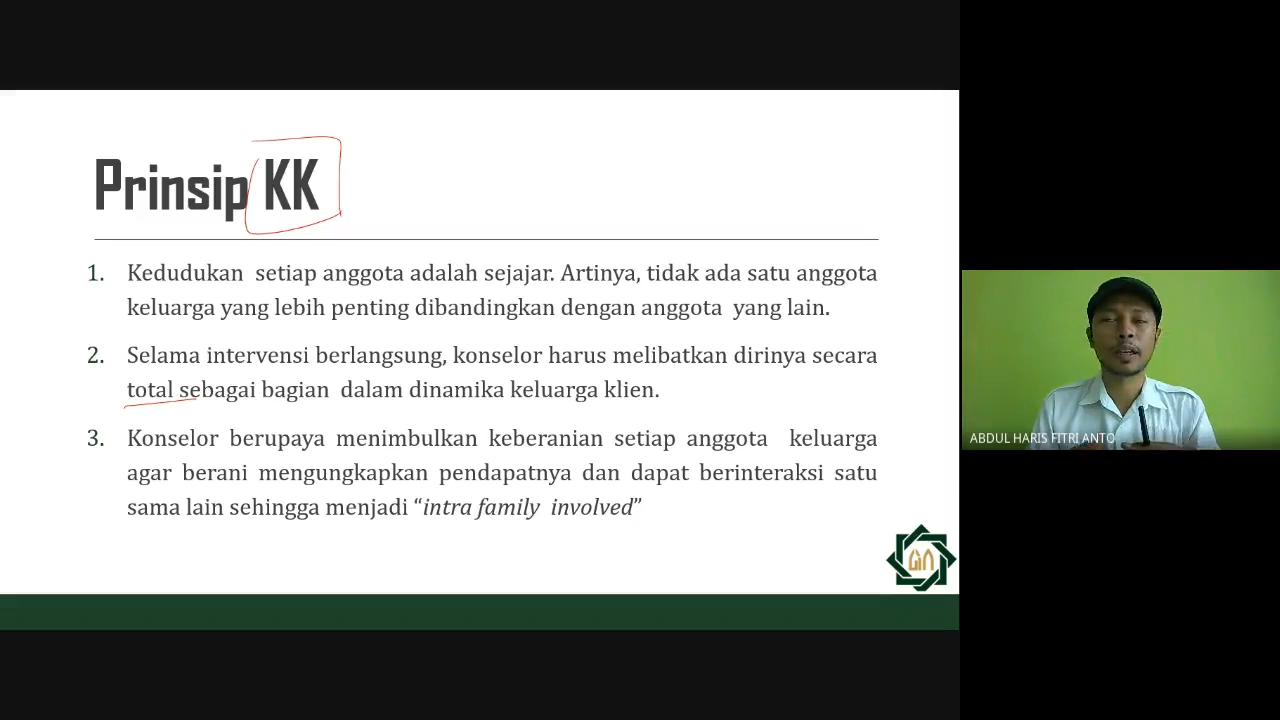 Prinsip KK
1. Kedudukan setiap anggota adalah sejajar. Artinya, tidak ada satu anggota
keluarga yang lebih penting dibandingkan dengan anggota yang lain.
2. Selama intervensi berlangsung, konselor harus melibatkan dirinya secara
total sebagai bagian dalam dinamika keluarga klien.
3. Konselor berupaya menimbulkan keberanian setiap anggota keluarga
agar berani mengungkapkan pendapatnya dan dapat berinteraksi satu
sama lain sehingga menjadi “intra family involved”
ABDUL HARIS FITRI ANTO